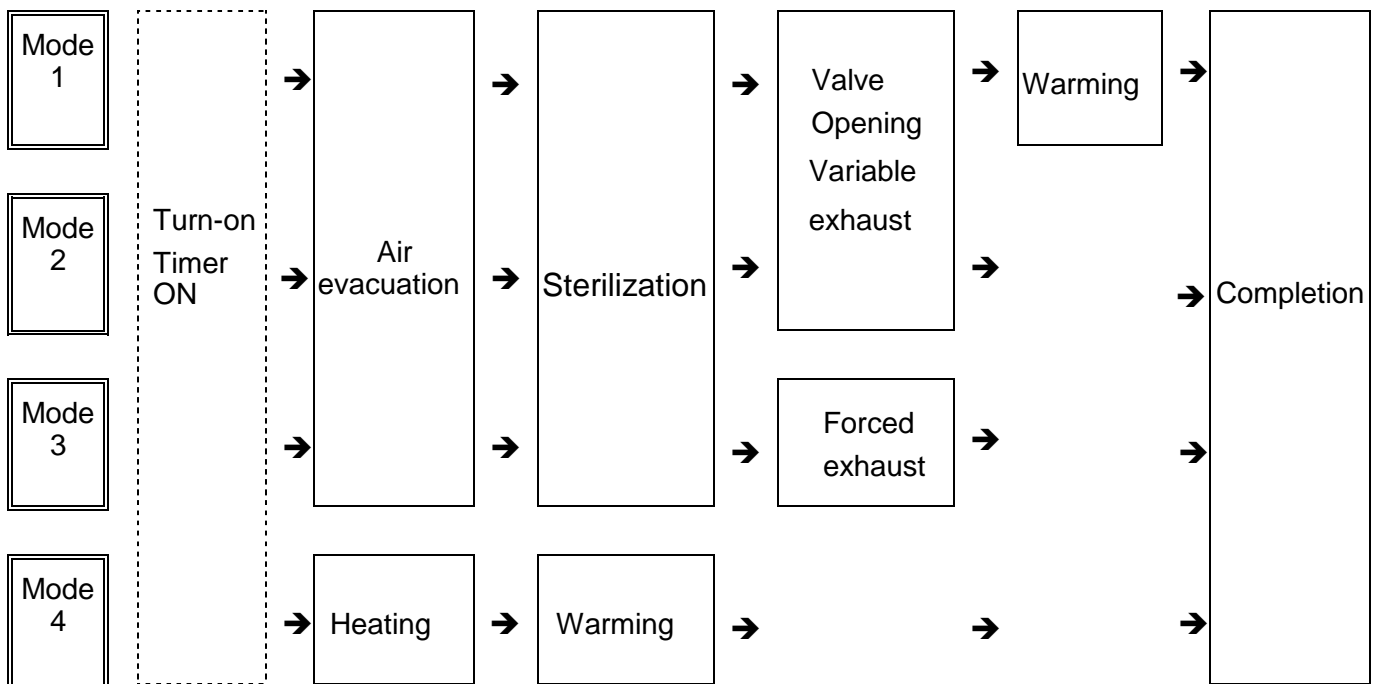 Mode
1
Valve
Opening
Variable
exhaust
Warming
Mode
2
Turn-on
Timer
ON
Air
evacuation
Sterilization
Completion
Mode
3
Forced
exhaust
Mode
4
Heating
Warming